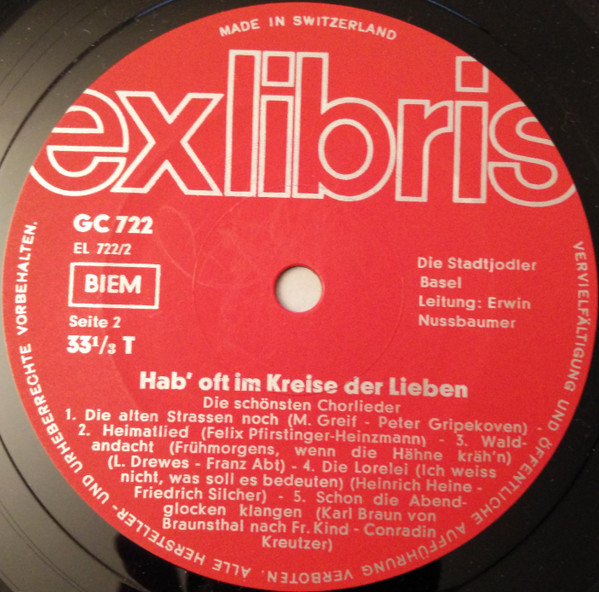 MADE IN SWITZERLAND
exlibris
GC 722
EL 722/2
BIEM
Seite 2
33 1/3 T
Die Stadtjodler
Basel
Leitung: Erwin
Nussbaumer
Hab' oft im Kreise der Lieben
Die schönsten Chorlieder
1. Die alten Strassen noch (M. Greif - Peter Gripekoven) -
2. Heimatlied (Felix Pfirstinger-Heinzmann) - 3. Wald-
andacht (Frühmorgens, wenn die Hähne kräh'n)
(L. Drewes - Franz Abt) - 4. Die Lorelei (Ich weiss
nicht, was soll es bedeuten) (Heinrich Heine -
Friedrich Silcher) - 5. Schon die Abend-
glocken klangen (Karl Braun von
Braunsthal nach Fr. Kind - Conradin
Kreutzer)
ALLE HERSTELLER- UND URHEBERRECHTE VORBEHALTEN.
VERVIELFÄLTIGUNG UND ÖFFENTLICHE AUFFÜHRUNG VERBOTEN.